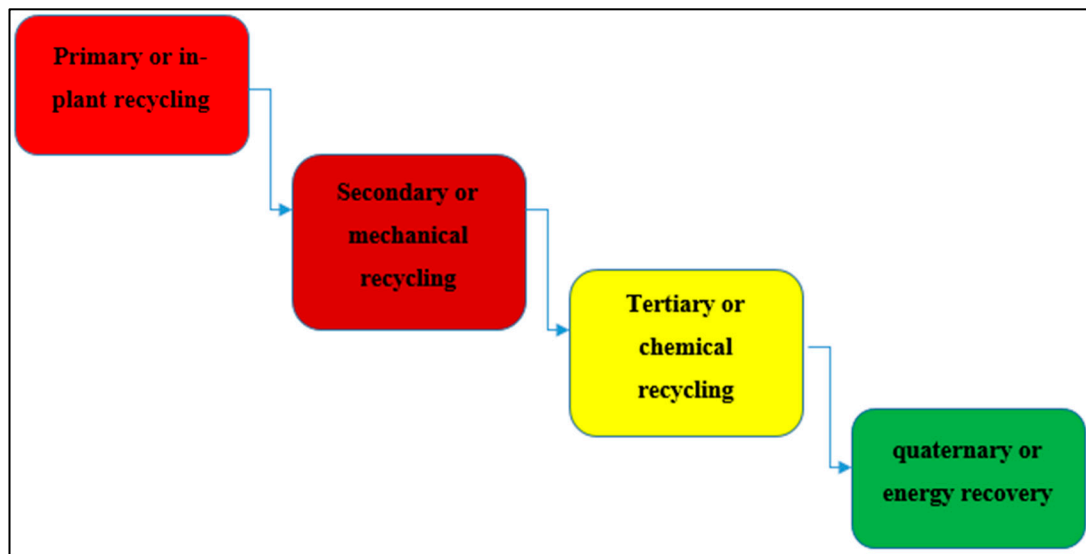 Primary or in-
plant recycling
Secondary or
mechanical
recycling
Tertiary or
chemical
recycling
quaternary or
energy recovery